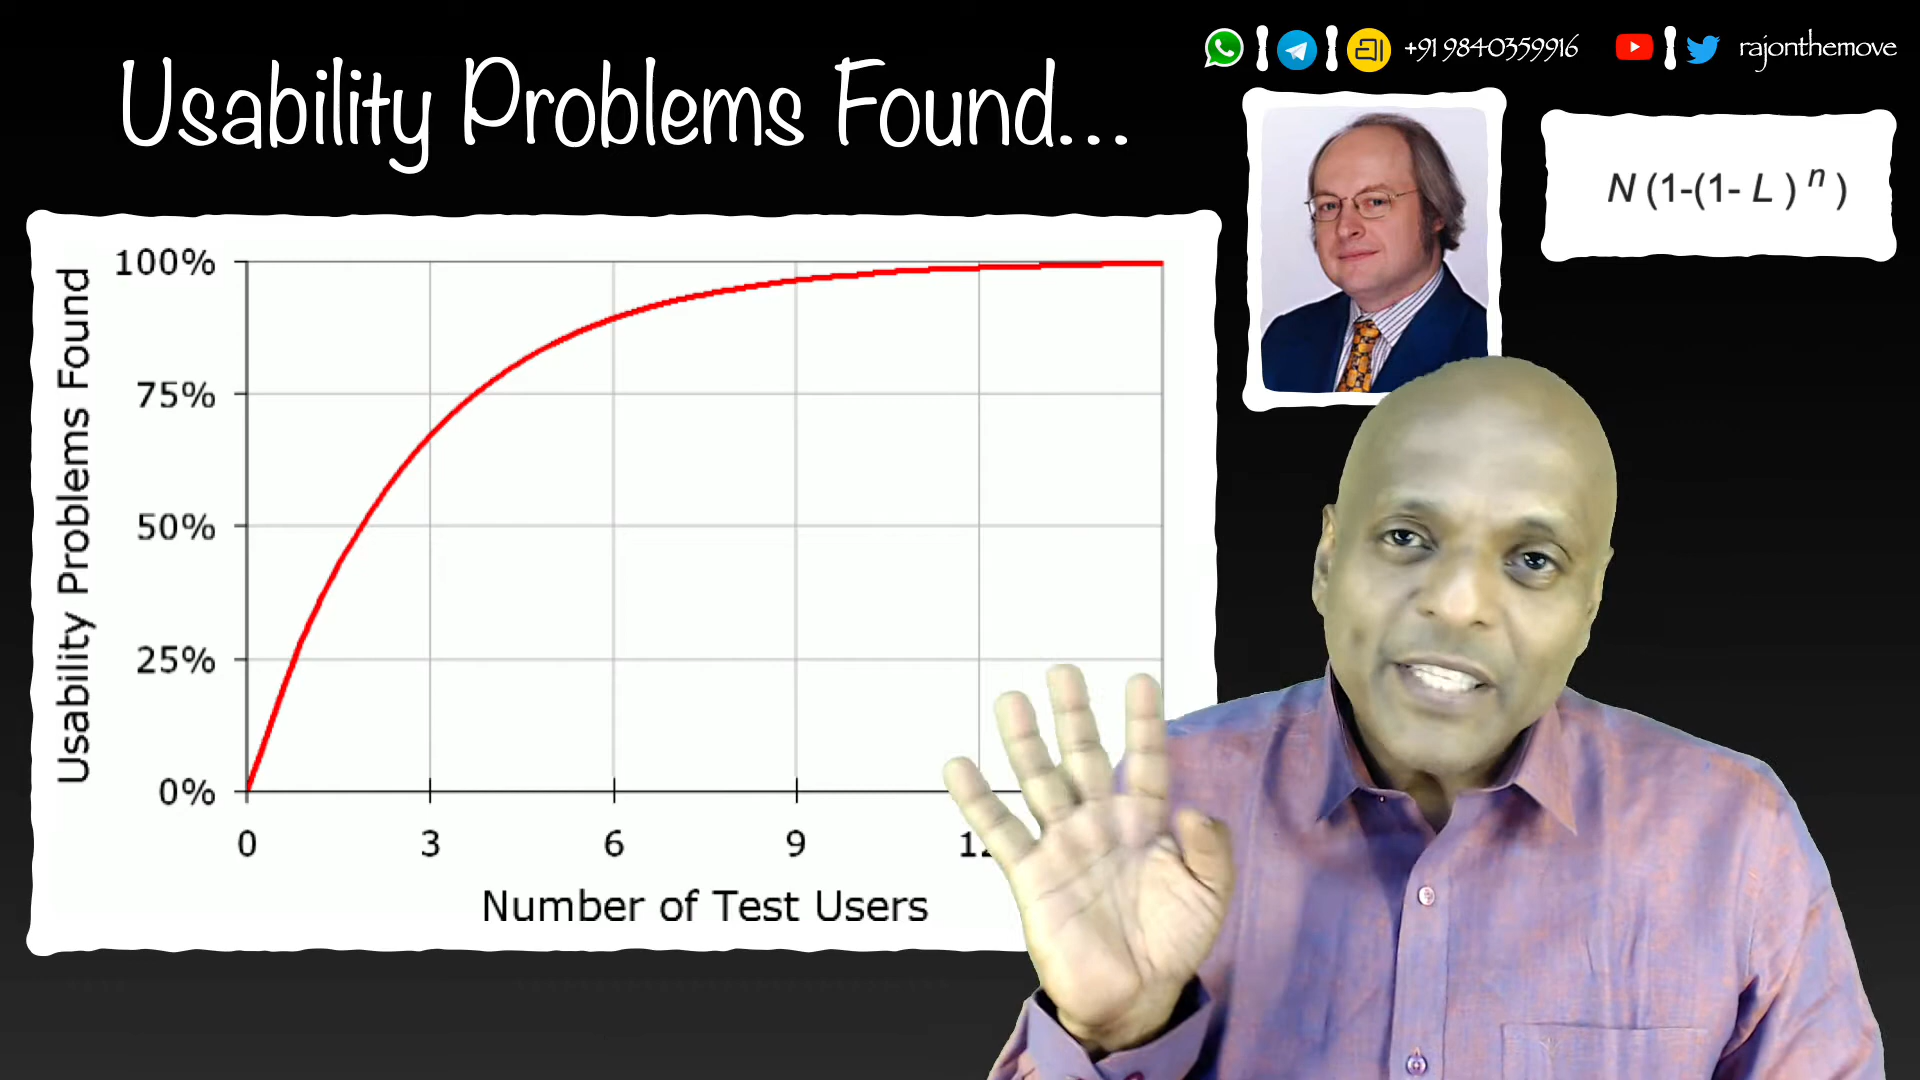 Usability Problems Found...
+91 9840359916
rajonthemove
N (1-(1- L ) n )
Usability Problems Found
100%
75%
50%
25%
0%
0 3 6 9
Number of Test Users